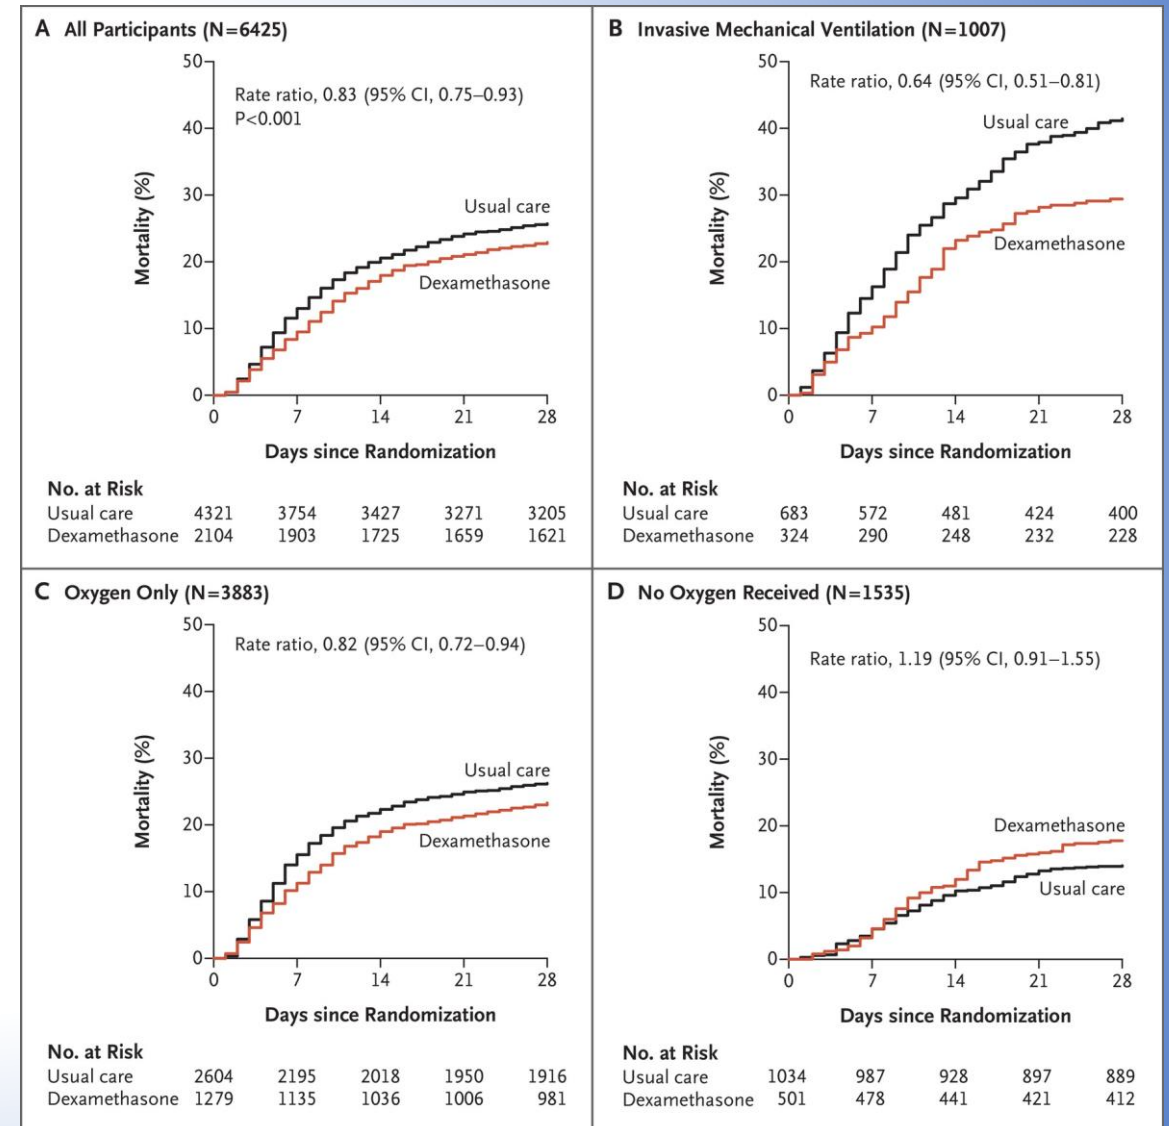 A All Participants (N=6425)
50
40
30
20
10
0
Mortality (%)
Rate ratio, 0.83 (95% CI, 0.75–0.93)
P<0.001
Usual care
Dexamethasone
0 7 14 21 28
Days since Randomization
No. at Risk
Usual care 4321 3754 3427 3271 3205
Dexamethasone 2104 1903 1725 1659 1621
B Invasive Mechanical Ventilation (N=1007)
50
40
30
20
10
0
Mortality (%)
Rate ratio, 0.64 (95% CI, 0.51–0.81)
Usual care
Dexamethasone
0 7 14 21 28
Days since Randomization
No. at Risk
Usual care 683 572 481 424 400
Dexamethasone 324 290 248 232 228
C Oxygen Only (N=3883)
50
40
30
20
10
0
Mortality (%)
Rate ratio, 0.82 (95% CI, 0.72–0.94)
Usual care
Dexamethasone
0 7 14 21 28
Days since Randomization
No. at Risk
Usual care 2604 2195 2018 1950 1916
Dexamethasone 1279 1135 1036 1006 981
D No Oxygen Received (N=1535)
50
40
30
20
10
0
Mortality (%)
Rate ratio, 1.19 (95% CI, 0.91–1.55)
Dexamethasone
Usual care
0 7 14 21 28
Days since Randomization
No. at Risk
Usual care 1034 987 928 897 889
Dexamethasone 501 478 441 421 412